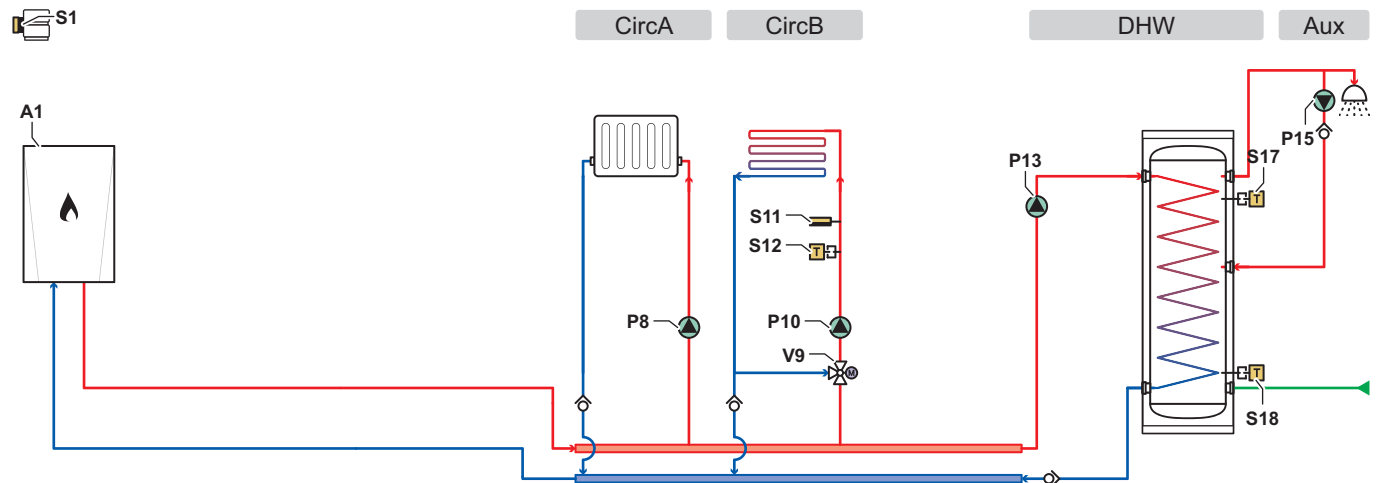 S1
CircA
CircB
DHW
Aux
A1
P15
S17
P13
S11
S12
T
T
P8
P10
V9
M
T
S18